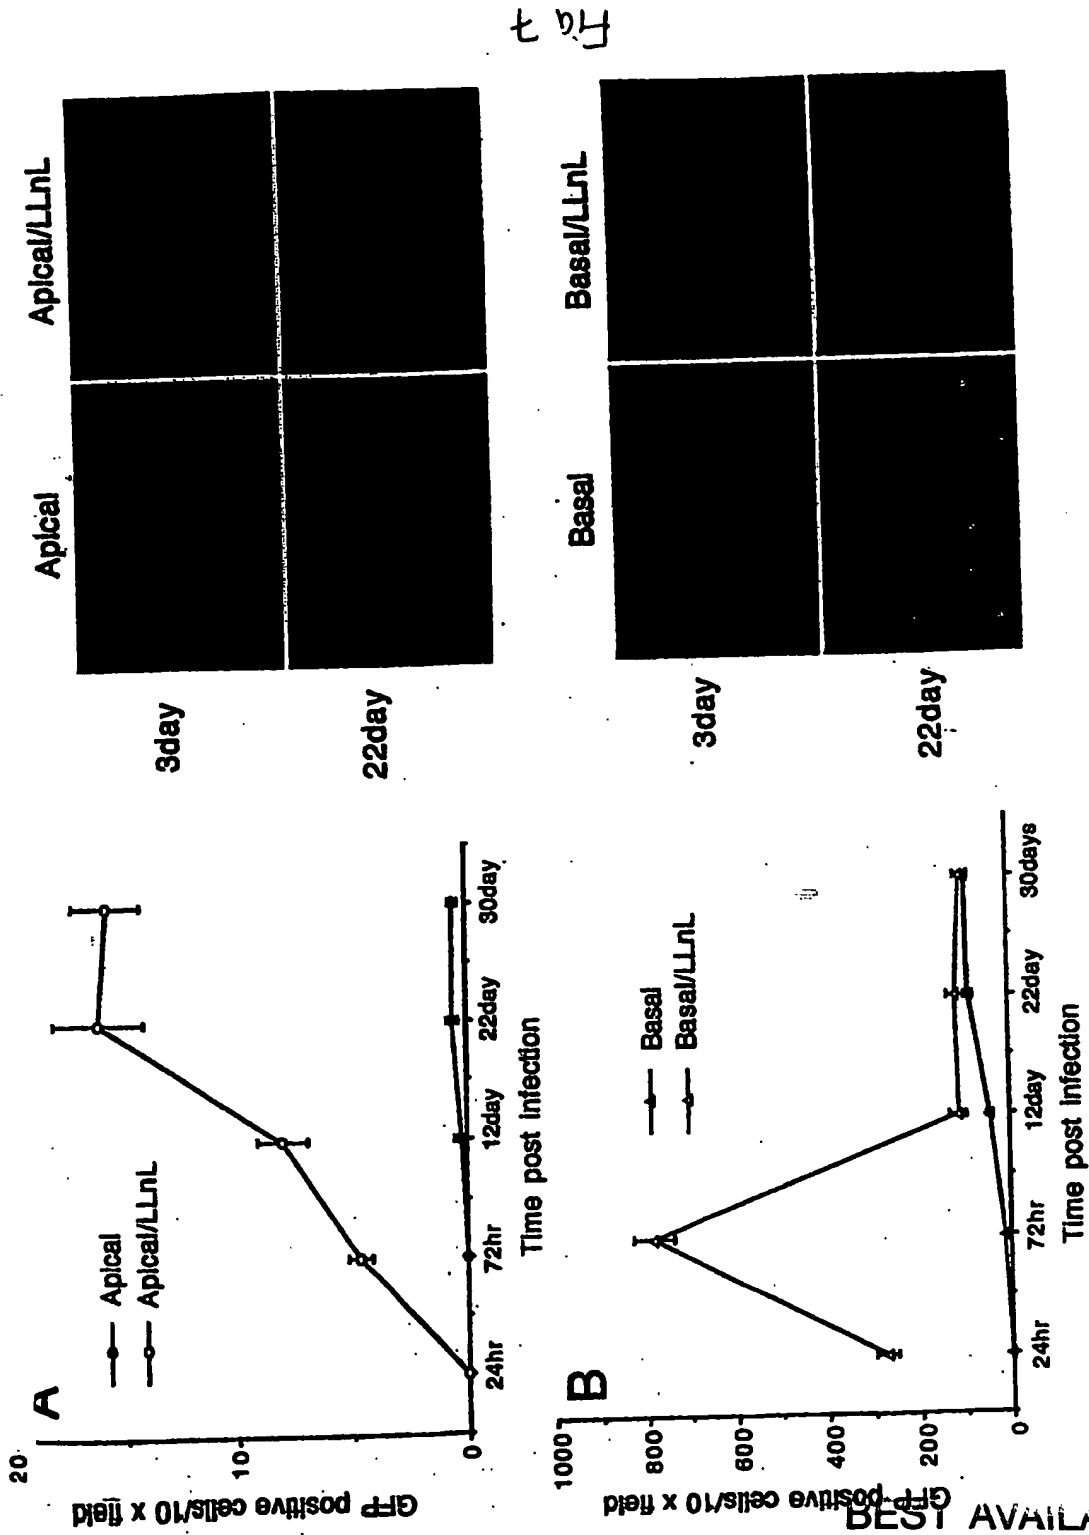 Fig 7
A
GFP positive cells/10 x field
20
10
0
Apical
Apical/LLnL
24hr
72hr
12day
22day
30day
Time post infection
Apical
Apical/LLnL
3day
22day
B
GFP positive cells/10 x field
1000
800
600
400
200
0
Basal
Basal/LLnL
24hr
72hr
12day
22day
30days
Time post infection
Basal
Basal/LLnL
3day
22day
BEST